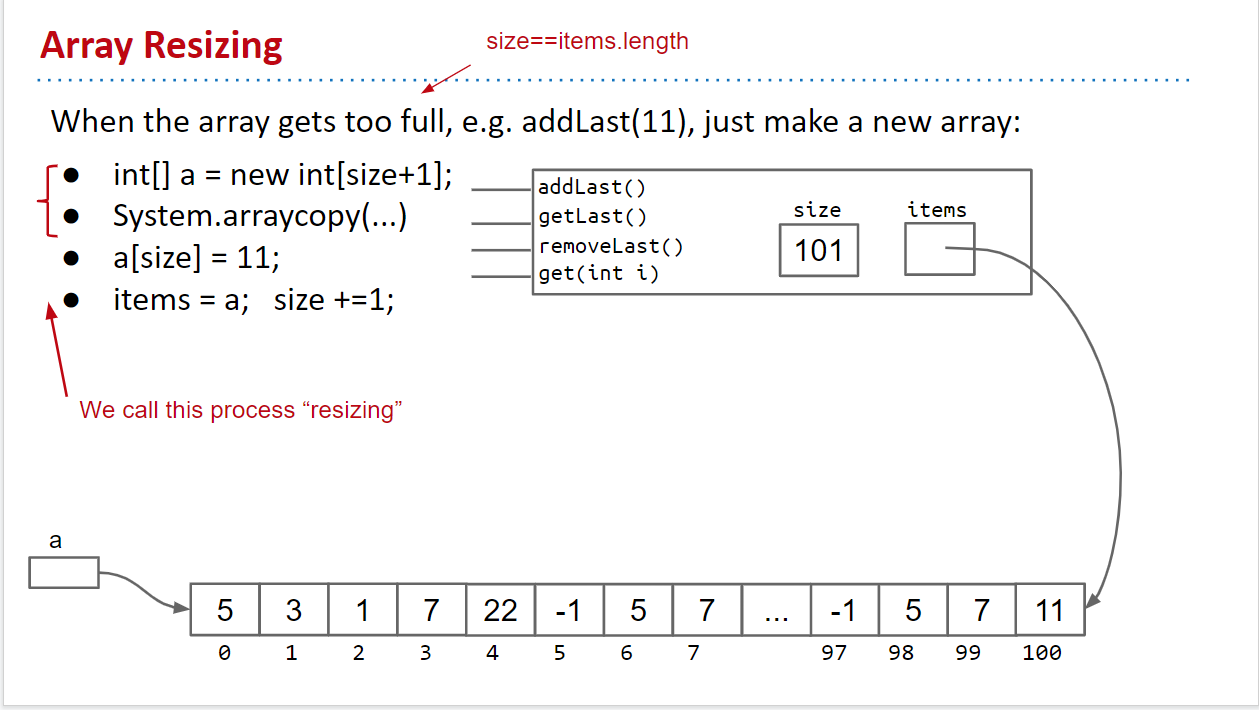 Array Resizing
size==items.length
When the array gets too full, e.g. addLast(11), just make a new array:
● int[] a = new int[size+1];
● System.arraycopy(...)
● a[size] = 11;
● items = a;   size +=1;
We call this process “resizing”
addLast()
getLast()
removeLast()
get(int i)
size
101
items
a
5 3 1 7 22 -1 5 7 ... -1 5 7 11
0 1 2 3 4 5 6 7 97 98 99 100